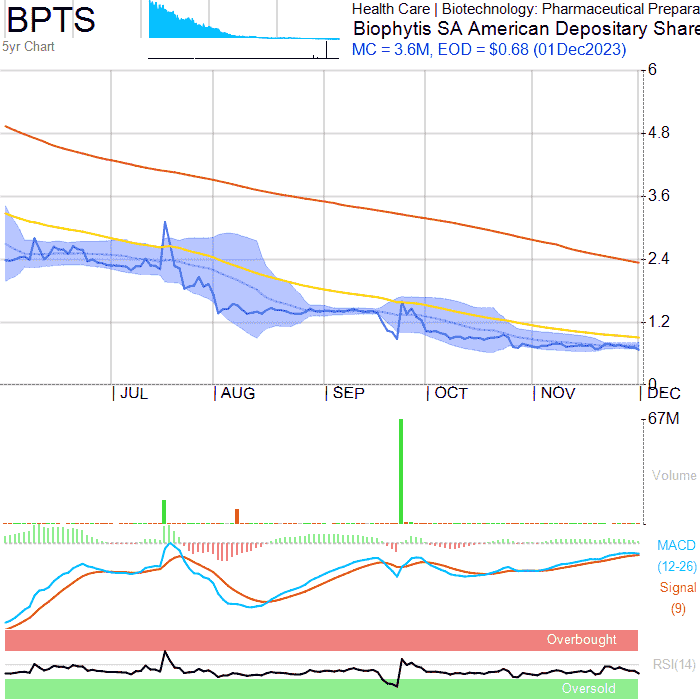 BPTS
5yr Chart
Health Care | Biotechnology: Pharmaceutical Prepara
Biophytis SA American Depositary Share
MC = 3.6M, EOD = $0.68 (01Dec2023)
6
4.8
3.6
2.4
1.2
0
JUL AUG SEP OCT NOV DEC
67M
Volume
MACD
(12-26)
Signal
(9)
Overbought
RSI(14)
Oversold